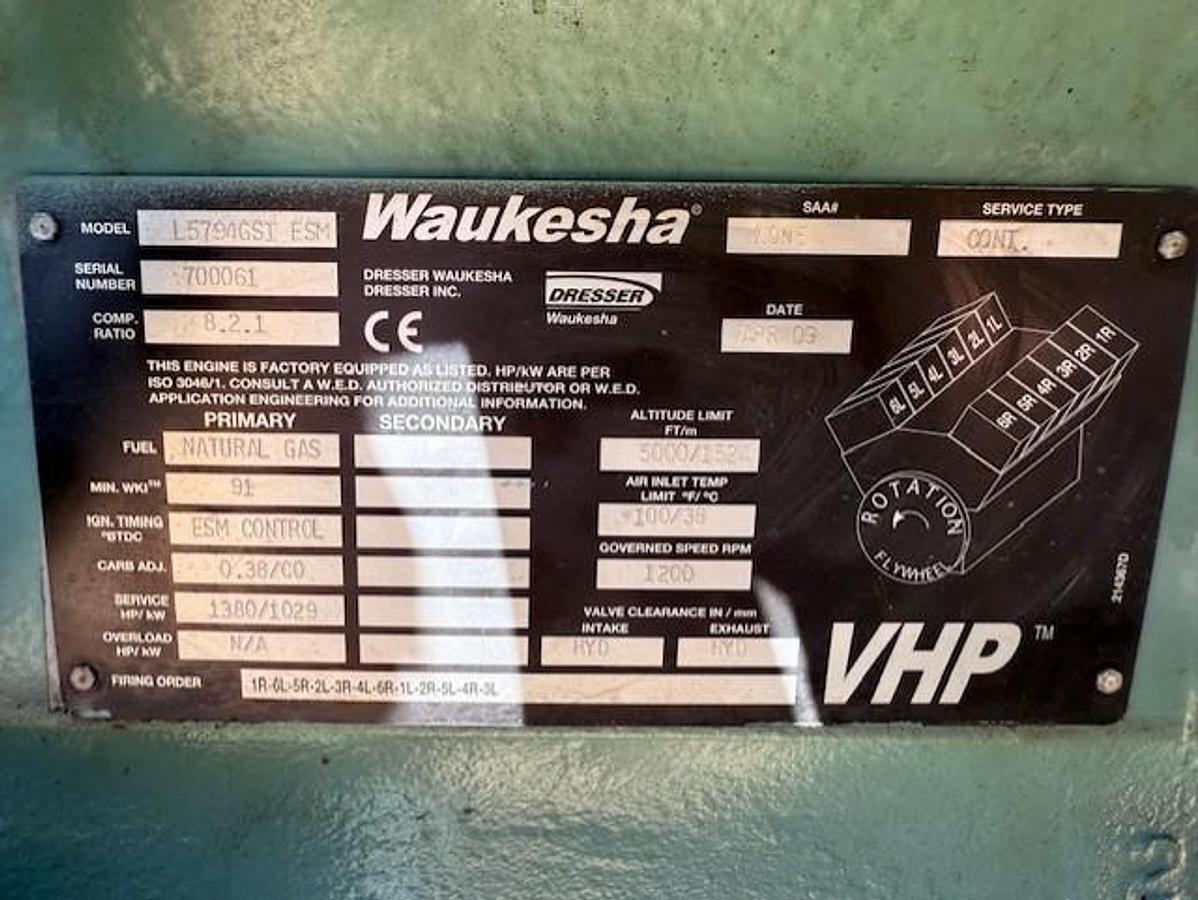 MODEL L5794GSI ESM Waukesha® SAA# SERVICE TYPE CONT.
SERIAL NUMBER 700061
DRESSER WAUKESHA
DRESSER INC.
DRESSER
Waukesha
COMP. RATIO 8.2.1
CE
DATE APR 09
THIS ENGINE IS FACTORY EQUIPPED AS LISTED. HP/kW ARE PER
ISO 3046/1. CONSULT A W.E.D. AUTHORIZED DISTRIBUTOR OR W.E.D.
APPLICATION ENGINEERING FOR ADDITIONAL INFORMATION.
PRIMARY SECONDARY
FUEL NATURAL GAS
MIN. WKI™ 91
IGN. TIMING °BTDC ESM CONTROL
CARB ADJ. 0.38/CO
SERVICE HP/kW 1380/1029
OVERLOAD HP/kW N/A
ALTITUDE LIMIT
FT/m
5000/1524
AIR INLET TEMP
LIMIT °F/°C
100/38
GOVERNED SPEED RPM
1200
VALVE CLEARANCE IN / mm
INTAKE EXHAUST
HYD HYD
FIRING ORDER 1R-6L-5R-2L-3R-4L-6R-1L-2R-5L-4R-3L
6L 5L 4L 3L 2L 1L
6R 5R 4R 3R 2R 1R
ROTATION
FLYWHEEL
214367D
VHP™